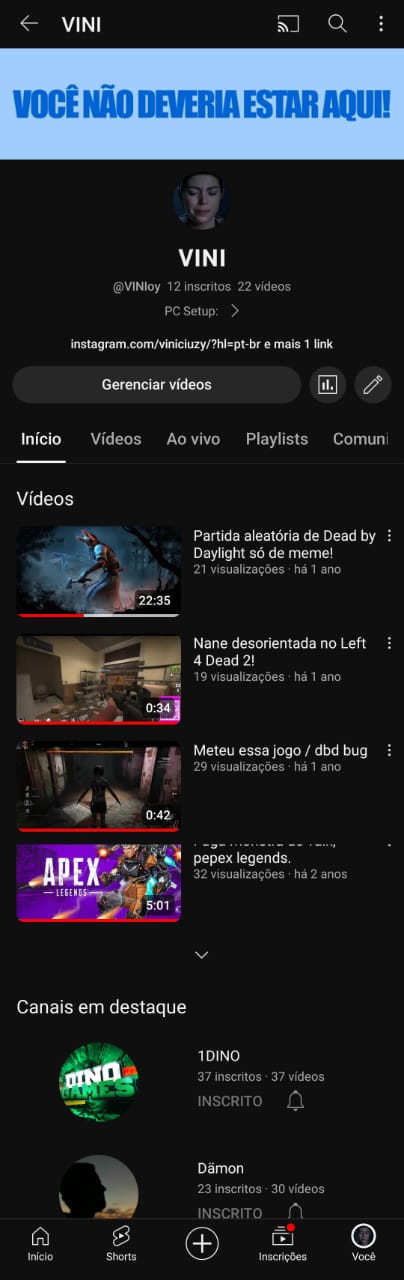 VINI
VOCÊ NÃO DEVERIA ESTAR AQUI!
VINI
@VINIoy 12 inscritos 22 vídeos
PC Setup:
instagram.com/viniciuzy/?hl=pt-br e mais 1 link
Gerenciar vídeos
Início Vídeos Ao vivo Playlists Comuni
Vídeos
Partida aleatória de Dead by
Daylight só de meme!
21 visualizações · há 1 ano
22:35
Nane desorientada no Left
4 Dead 2!
19 visualizações · há 1 ano
0:34
Meteu essa jogo / dbd bug
29 visualizações · há 1 ano
0:42
pepex legends.
32 visualizações · há 2 anos
APEX
LEGENDS
5:01
Canais em destaque
DINO
GAMES
1DINO
37 inscritos · 37 vídeos
INSCRITO
Dämon
23 inscritos · 30 vídeos
INSCRITO
Início Shorts Inscrições Você